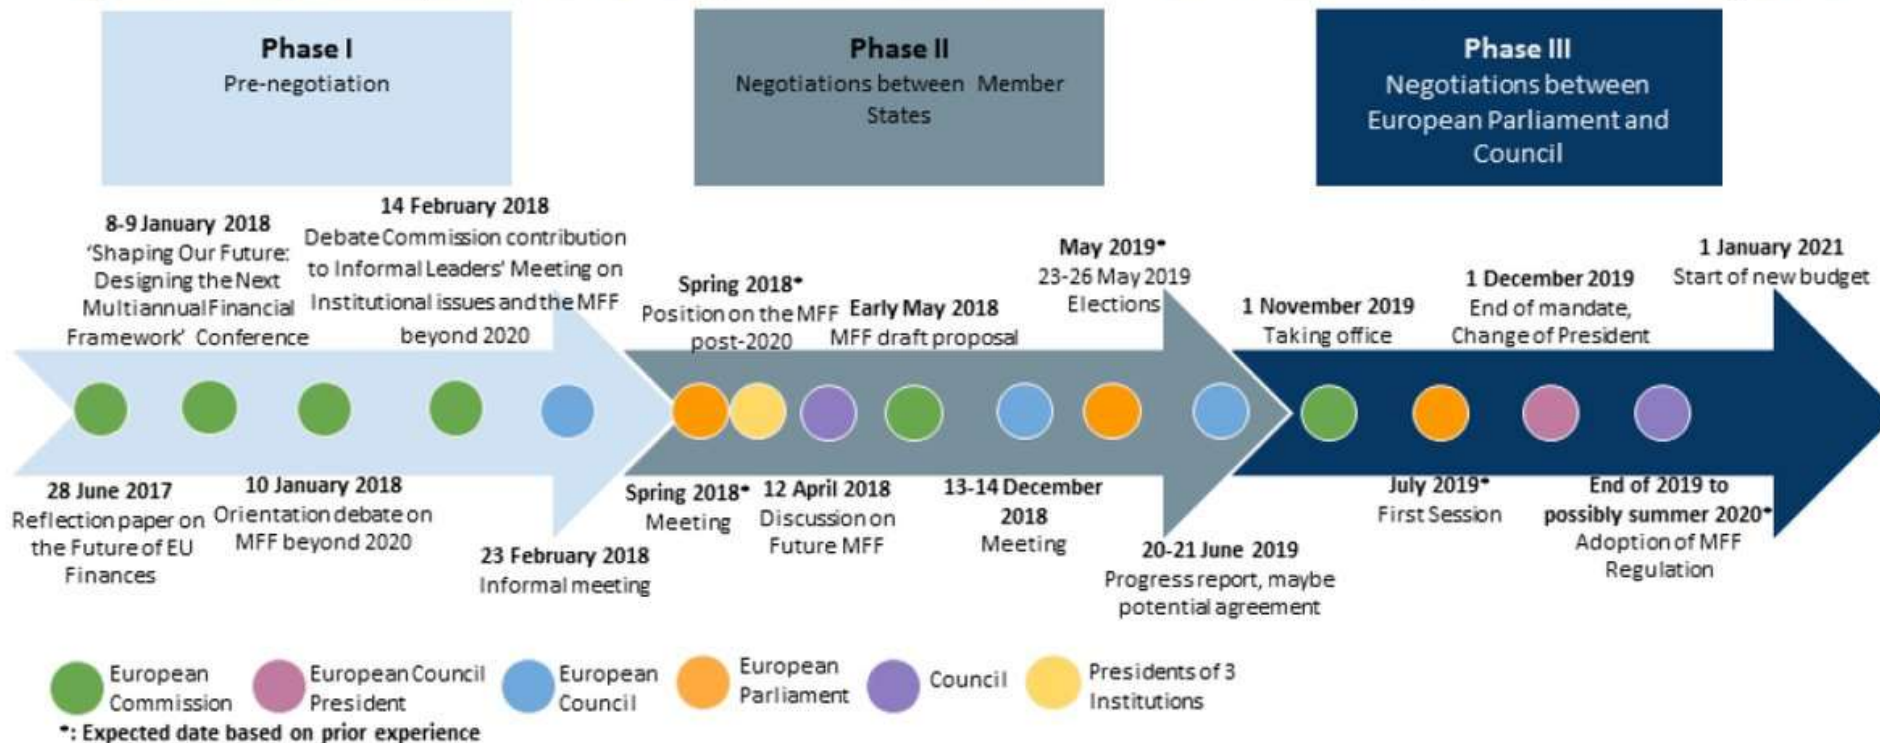 Phase I
Pre-negotiation
Phase II
Negotiations between Member
States
Phase III
Negotiations between
European Parliament and
Council
8-9 January 2018
‘Shaping Our Future:
Designing the Next
Multiannual Financial
Framework’ Conference
14 February 2018
Debate Commission contribution
to Informal Leaders’ Meeting on
Institutional issues and the MFF
beyond 2020
Spring 2018*
Position on the MFF
post-2020
Early May 2018
MFF draft proposal
May 2019*
23-26 May 2019
Elections
1 November 2019
Taking office
1 December 2019
End of mandate,
Change of President
1 January 2021
Start of new budget
28 June 2017
Reflection paper on
the Future of EU
Finances
10 January 2018
Orientation debate on
MFF beyond 2020
23 February 2018
Informal meeting
Spring 2018*
Meeting
12 April 2018
Discussion on
Future MFF
13-14 December
2018
Meeting
20-21 June 2019
Progress report, maybe
potential agreement
July 2019*
First Session
End of 2019 to
possibly summer 2020*
Adoption of MFF
Regulation
European
Commission
European Council
President
European
Council
European
Parliament
Council
Presidents of 3
Institutions
*: Expected date based on prior experience